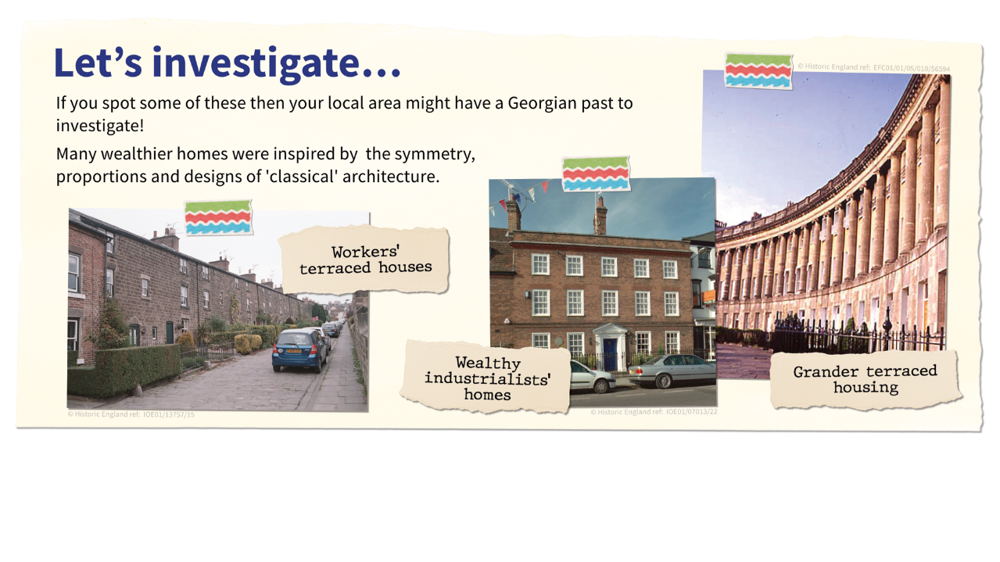 Let's investigate...
© Historic England ref: EFC01/01/05/010/56594
If you spot some of these then your local area might have a Georgian past to
investigate!
Many wealthier homes were inspired by  the symmetry,
proportions and designs of 'classical' architecture.
Workers'
terraced houses
Wealthy
industrialists'
homes
Grander terraced
housing
© Historic England ref: IOE01/13757/15
© Historic England ref: IOE01/07013/22